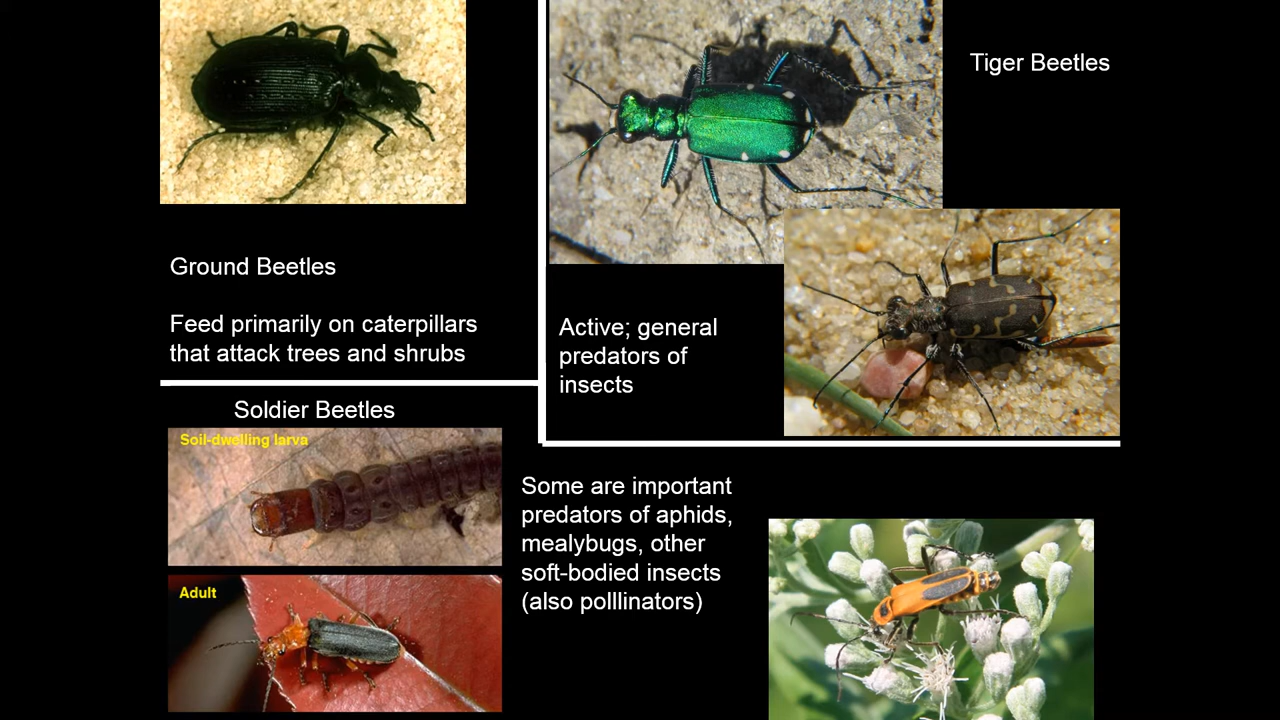 Tiger Beetles
Ground Beetles
Feed primarily on caterpillars
that attack trees and shrubs
Active; general
predators of
insects
Soldier Beetles
Soil-dwelling larva
Adult
Some are important
predators of aphids,
mealybugs, other
soft-bodied insects
(also polllinators)